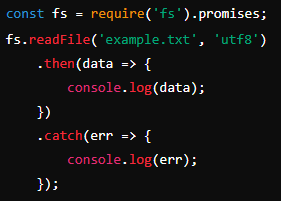 const fs = require('fs').promises;
fs.readFile('example.txt', 'utf8')
    .then(data => {
        console.log(data);
    })
    .catch(err => {
        console.log(err);
    });